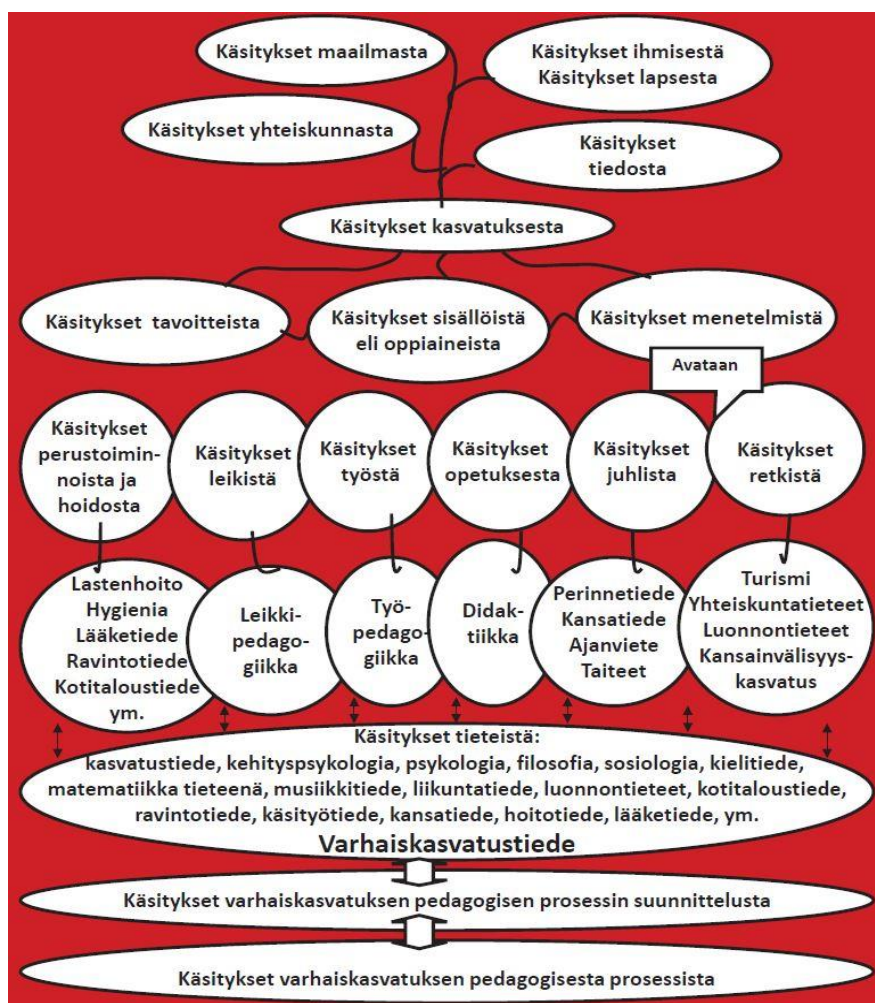 Käsitykset maailmasta
Käsitykset ihmisestä
Käsitykset lapsesta
Käsitykset yhteiskunnasta
Käsitykset
tiedosta
Käsitykset kasvatuksesta
Käsitykset tavoitteista
Käsitykset sisällöistä
eli oppiaineista
Käsitykset menetelmistä
Avataan
Käsitykset
perustoimin-
noista ja
hoidosta
Käsitykset
leikistä
Käsitykset
työstä
Käsitykset
opetuksesta
Käsitykset
juhlista
Käsitykset
retkistä
Lastenhoito
Hygienia
Lääketiede
Ravintotiede
Kotitaloustiede
ym.
Leikki-
pedago-
giikka
Työ-
pedago-
giikka
Didak-
tiikka
Perinnetiede
Kansatiede
Ajanviete
Taiteet
Turismi
Yhteiskuntatieteet
Luonnontieteet
Kansainvälisyys-
kasvatus
Käsitykset tieteistä:
kasvatustiede, kehityspsykologia, psykologia, filosofia, sosiologia, kielitiede,
matematiikka tieteenä, musiikkitiede, liikuntatiede, luonnontieteet, kotitaloustiede,
ravintotiede, käsityötiede, kansatiede, hoitotiede, lääketiede, ym.
Varhaiskasvatustiede
Käsitykset varhaiskasvatuksen pedagogisen prosessin suunnittelusta
Käsitykset varhaiskasvatuksen pedagogisesta prosessista